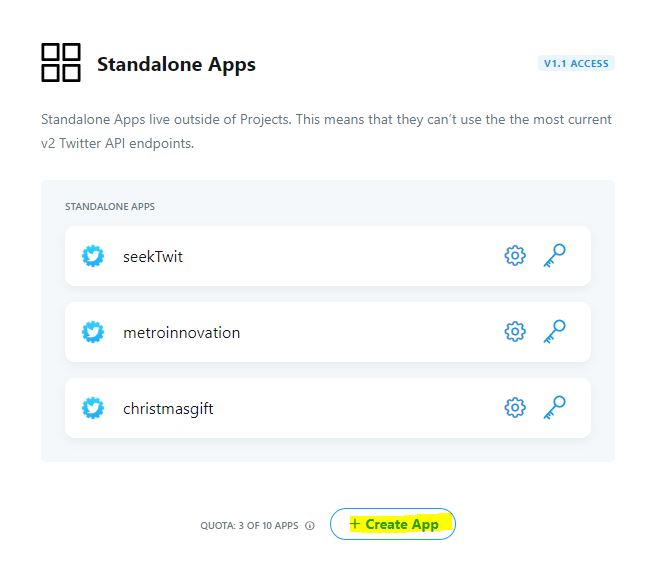 Standalone Apps
V1.1 ACCESS
Standalone Apps live outside of Projects. This means that they can't use the the most current
v2 Twitter API endpoints.
STANDALONE APPS
seekTwit
metroinnovation
christmasgift
QUOTA: 3 OF 10 APPS
+ Create App